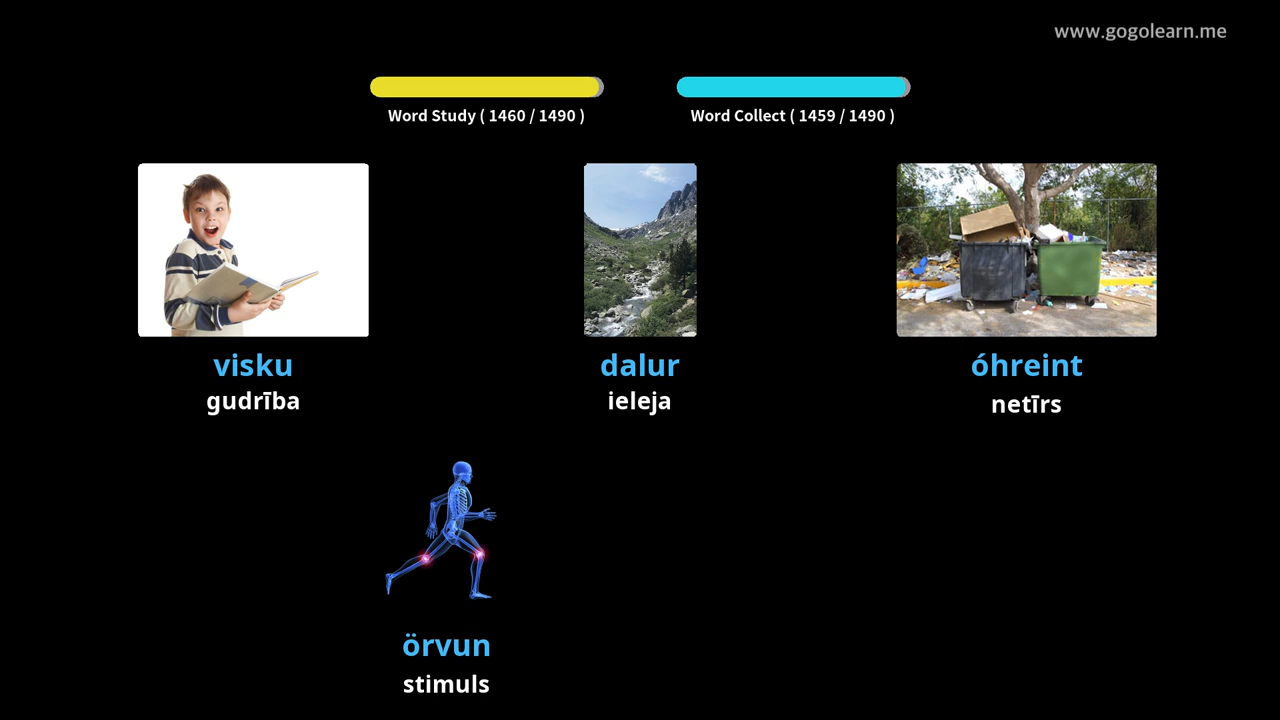 www.gogolearn.me
Word Study ( 1460 / 1490 )
Word Collect ( 1459 / 1490 )
visku
gudrība
dalur
ieleja
óhreint
netīrs
örvun
stimuls